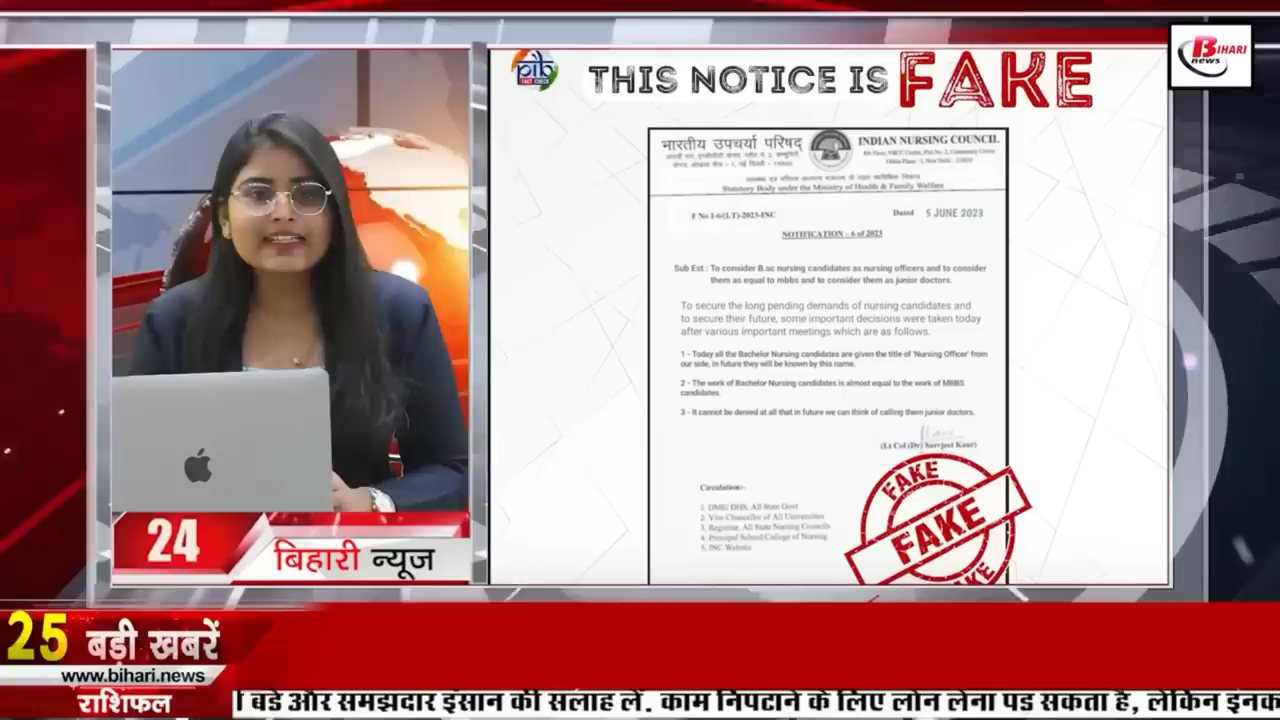 pib
FACT CHECK
THIS NOTICE IS FAKE
BIHARI
news
भारतीय उपचर्या परिषद्
INDIAN NURSING COUNCIL
Statutory Body under the Ministry of Health & Family Welfare
F No 1-6/(LT)-2023-INC
Dated 5 JUNE 2023
NOTIFICATION - 6 of 2023
Sub Est : To consider B.sc nursing candidates as nursing officers and to consider
them as equal to mbbs and to consider them as junior doctors.
To secure the long pending demands of nursing candidates and
to secure their future, some important decisions were taken today
after various important meetings which are as follows.
1 - Today all the Bachelor Nursing candidates are given the title of 'Nursing Officer' from
our side, in future they will be known by this name.
2 - The work of Bachelor Nursing candidates is almost equal to the work of MBBS
candidates.
3 - It cannot be denied at all that in future we can think of calling them junior doctors.
(Lt Col (Dr) Sarvjeet Kaur)
Circulation:-
1. DME/ DHS, All State Govt
2. Vice Chancellor of All Universities
3. Registrar, All State Nursing Councils
4. Principal School/College of Nursing
5. INC Website
FAKE
FAKE
FAKE
24
बिहारी न्यूज
25 बड़ी खबरें
www.bihari.news
राशिफल
बडे और समझदार इंसान की सलाह लें. काम निपटाने के लिए लोन लेना पड सकता है, लेकिन इनक